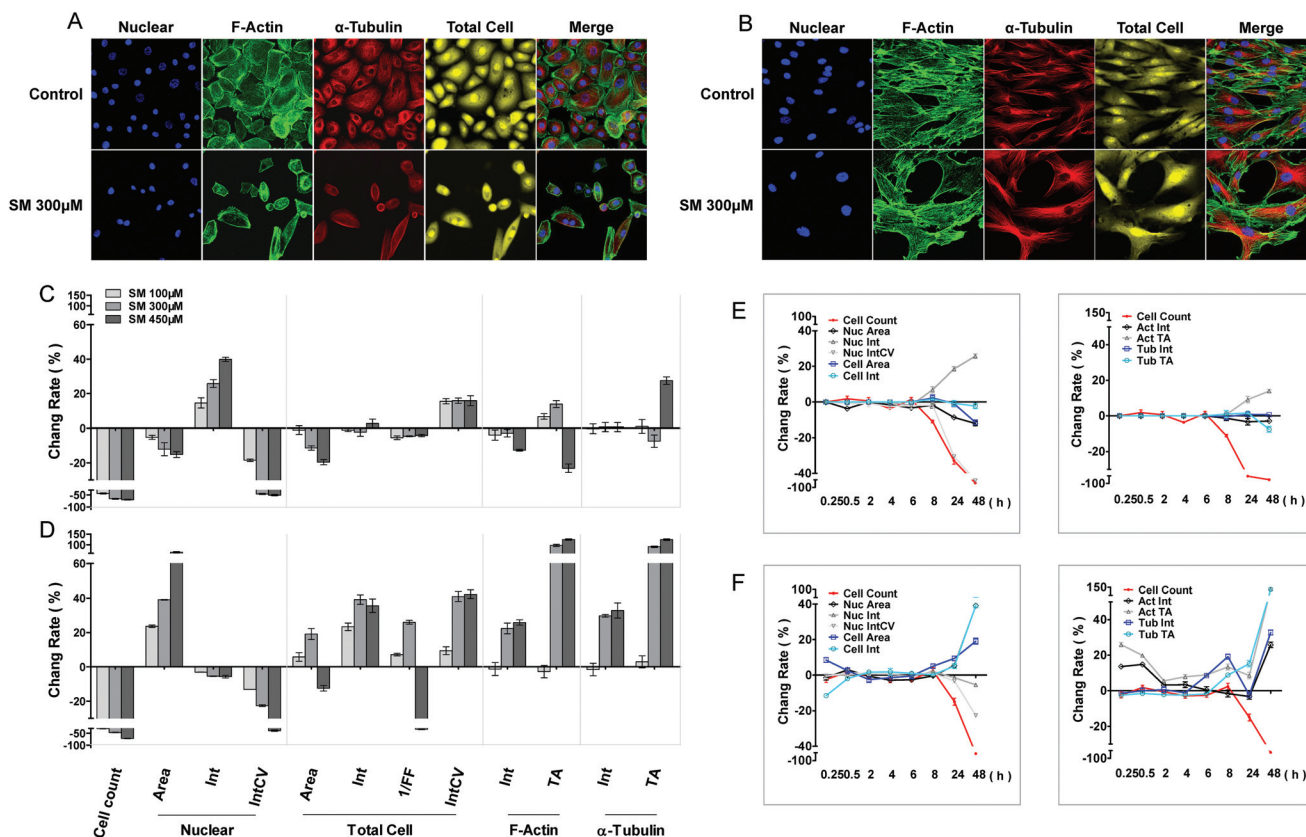 A
Nuclear F-Actin α-Tubulin Total Cell Merge
Control
SM 300μM
B
Nuclear F-Actin α-Tubulin Total Cell Merge
Control
SM 300μM
C
150
100
60
40
20
0
-20
-50
-100
Chang Rate ( % )
SM 100μM
SM 300μM
SM 450μM
D
150
100
60
40
20
0
-20
-50
-100
Chang Rate ( % )
Cell count
Area
Int
IntCV
Area
Int
1/FF
IntCV
Int
TA
Int
TA
Nuclear Total Cell F-Actin α-Tubulin
E
100
40
20
0
-20
-40
-100
Chang Rate ( % )
Cell Count
Nuc Area
Nuc Int
Nuc IntCV
Cell Area
Cell Int
0.25 0.5 2 4 6 8 24 48 ( h )
150
50
40
20
0
-20
-100
Chang Rate ( % )
Cell Count
Act Int
Act TA
Tub Int
Tub TA
0.25 0.5 2 4 6 8 24 48 ( h )
F
100
40
20
0
-20
-40
-100
Chang Rate ( % )
Cell Count
Nuc Area
Nuc Int
Nuc IntCV
Cell Area
Cell Int
0.25 0.5 2 4 6 8 24 48 ( h )
150
50
40
20
0
-20
-100
Chang Rate ( % )
Cell Count
Act Int
Act TA
Tub Int
Tub TA
0.25 0.5 2 4 6 8 24 48 ( h )